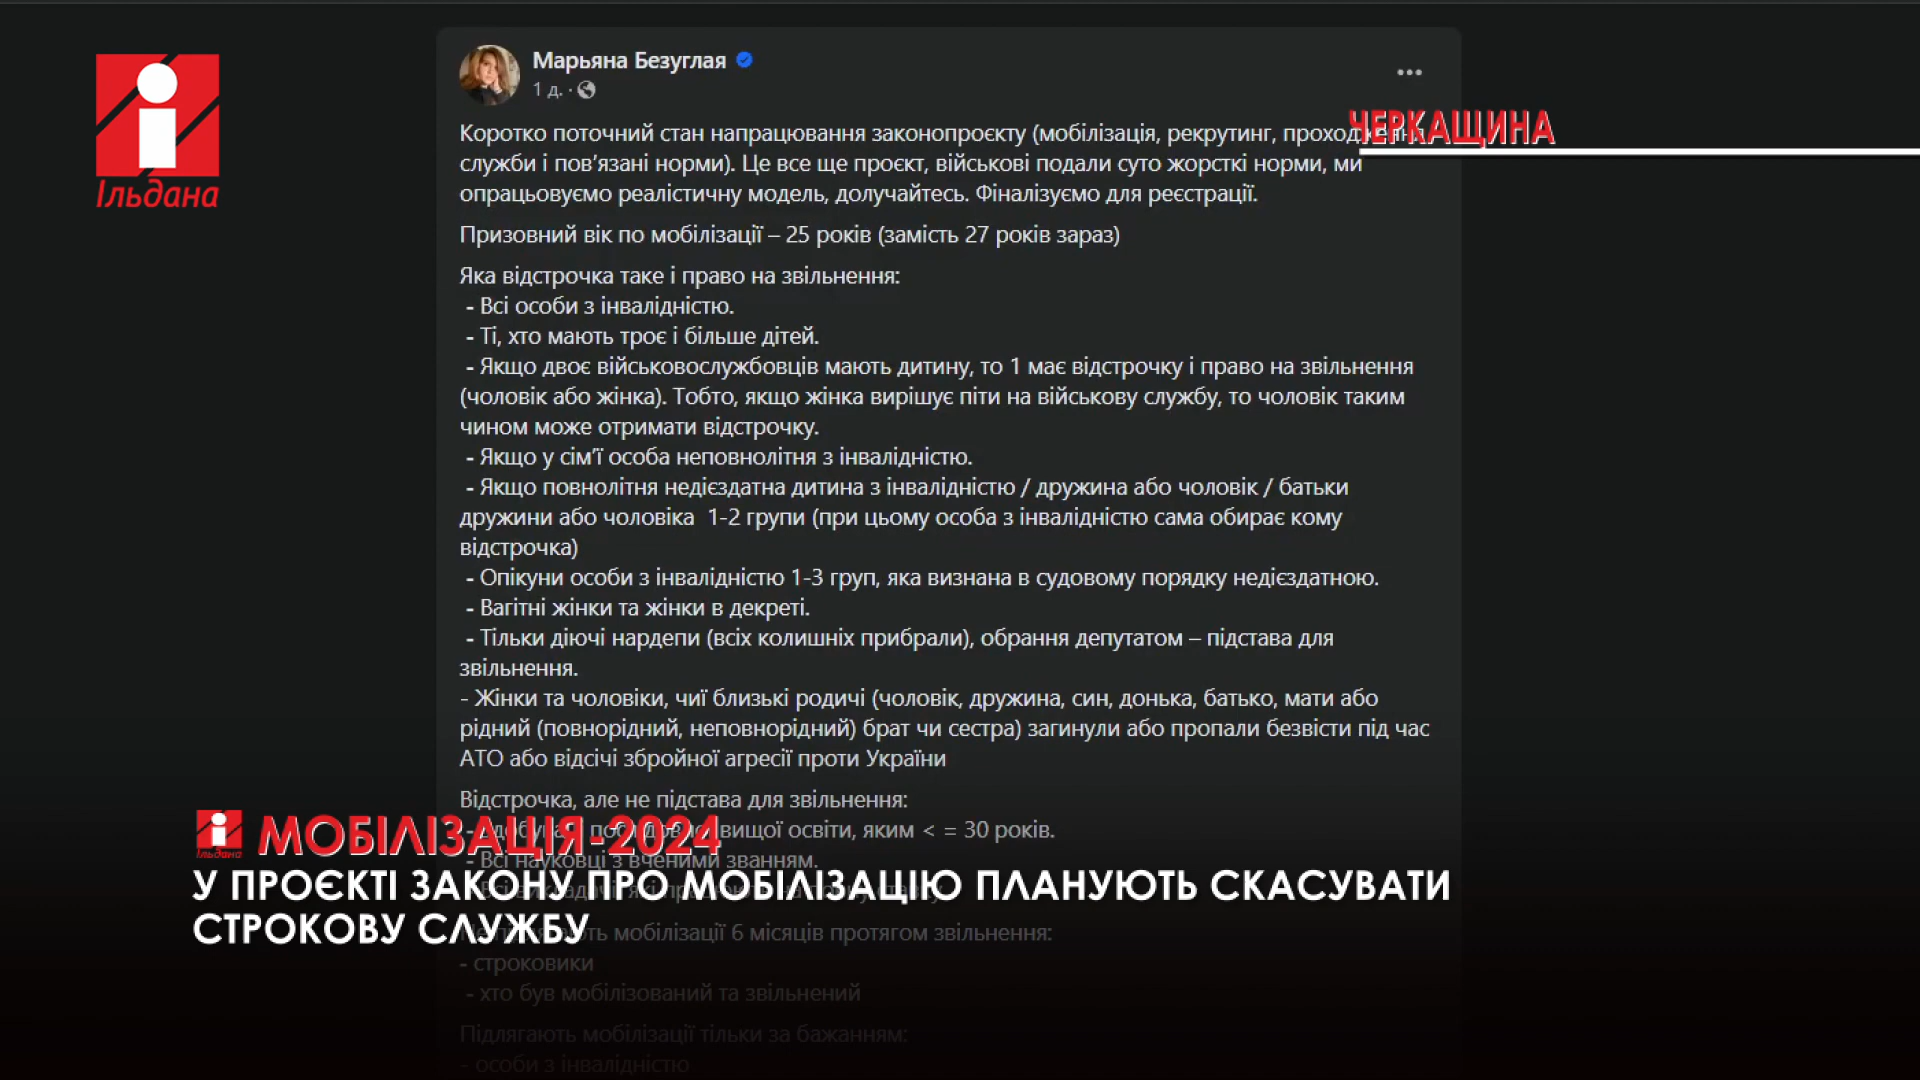 Ільдана
Марьяна Безуглая
1 д. ·
ЧЕРКАЩИНА
Коротко поточний стан напрацювання законопроєкту (мобілізація, рекрутинг, проходження
служби і пов’язані норми). Це все ще проєкт, військові подали суто жорсткі норми, ми
опрацьовуємо реалістичну модель, долучайтесь. Фіналізуємо для реєстрації.
Призовний вік по мобілізації – 25 років (замість 27 років зараз)
Яка відстрочка таке і право на звільнення:
- Всі особи з інвалідністю.
- Ті, хто мають троє і більше дітей.
- Якщо двоє військовослужбовців мають дитину, то 1 має відстрочку і право на звільнення
(чоловік або жінка). Тобто, якщо жінка вирішує піти на військову службу, то чоловік таким
чином може отримати відстрочку.
- Якщо у сім’ї особа неповнолітня з інвалідністю.
- Якщо повнолітня недієздатна дитина з інвалідністю / дружина або чоловік / батьки
дружини або чоловіка 1-2 групи (при цьому особа з інвалідністю сама обирає кому
відстрочка)
- Опікуни особи з інвалідністю 1-3 груп, яка визнана в судовому порядку недієздатною.
- Вагітні жінки та жінки в декреті.
- Тільки діючі нардепи (всіх колишніх прибрали), обрання депутатом – підстава для
звільнення.
- Жінки та чоловіки, чиї близькі родичі (чоловік, дружина, син, донька, батько, мати або
рідний (повнорідний, неповнорідний) брат чи сестра) загинули або пропали безвісти під час
АТО або відсічі збройної агресії проти України
Відстрочка, але не підстава для звільнення:
вищої освіти, яким < = 30 років.
- Всі науковці з вченими званням.
мобілізації 6 місяців протягом звільнення:
- строковики
- хто був мобілізований та звільнений
Підлягають мобілізації тільки за бажанням:
- особи з інвалідністю
Ільдана
МОБІЛІЗАЦІЯ-2024
У ПРОЄКТІ ЗАКОНУ ПРО МОБІЛІЗАЦІЮ ПЛАНУЮТЬ СКАСУВАТИ
СТРОКОВУ СЛУЖБУ